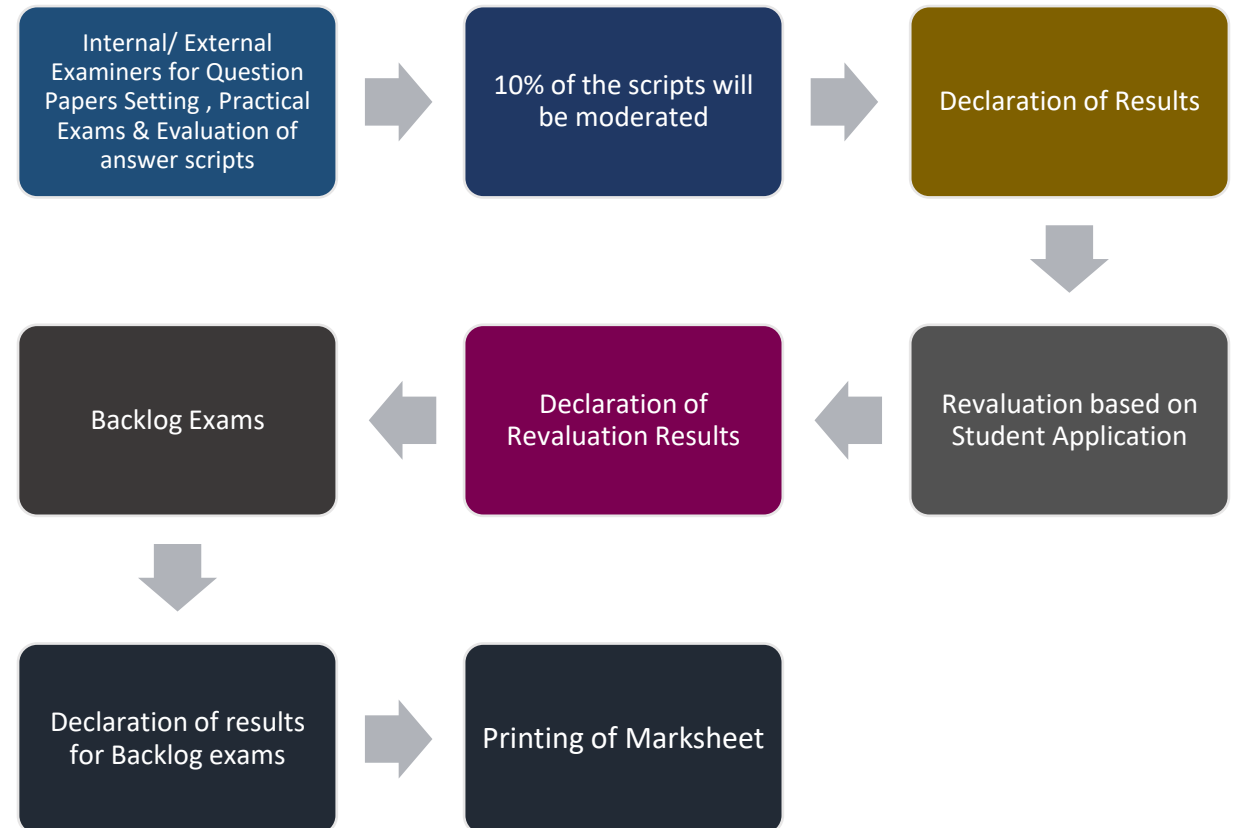 Internal/ External
Examiners for Question
Papers Setting , Practical
Exams & Evaluation of
answer scripts
10% of the scripts will
be moderated
Declaration of Results
Revaluation based on
Student Application
Declaration of
Revaluation Results
Backlog Exams
Declaration of results
for Backlog exams
Printing of Marksheet